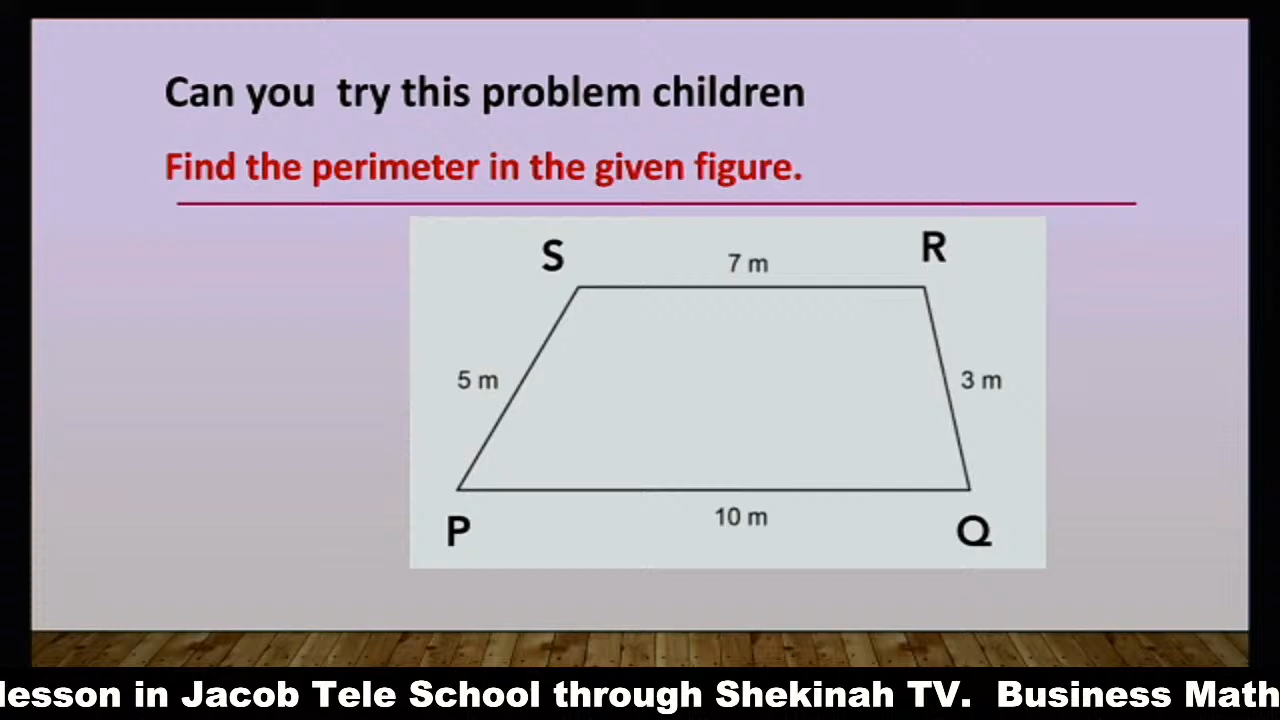 Can you  try this problem children
Find the perimeter in the given figure.
S
7 m
R
5 m
3 m
P
10 m
Q
lesson in Jacob Tele School through Shekinah TV.  Business Math